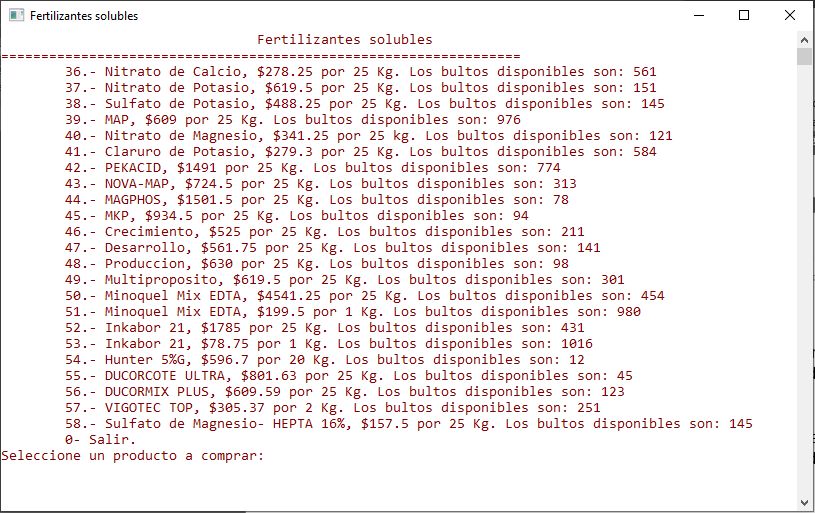 Fertilizantes solubles
Fertilizantes solubles
=================================================================
36.- Nitrato de Calcio, $278.25 por 25 Kg. Los bultos disponibles son: 561
37.- Nitrato de Potasio, $619.5 por 25 Kg. Los bultos disponibles son: 151
38.- Sulfato de Potasio, $488.25 por 25 Kg. Los bultos disponibles son: 145
39.- MAP, $609 por 25 Kg. Los bultos disponibles son: 976
40.- Nitrato de Magnesio, $341.25 por 25 kg. Los bultos disponibles son: 121
41.- Claruro de Potasio, $279.3 por 25 Kg. Los bultos disponibles son: 584
42.- PEKACID, $1491 por 25 Kg. Los bultos disponibles son: 774
43.- NOVA-MAP, $724.5 por 25 Kg. Los bultos disponibles son: 313
44.- MAGPHOS, $1501.5 por 25 Kg. Los bultos disponibles son: 78
45.- MKP, $934.5 por 25 Kg. Los bultos disponibles son: 94
46.- Crecimiento, $525 por 25 Kg. Los bultos disponibles son: 211
47.- Desarrollo, $561.75 por 25 Kg. Los bultos disponibles son: 141
48.- Produccion, $630 por 25 Kg. Los bultos disponibles son: 98
49.- Multiproposito, $619.5 por 25 Kg. Los bultos disponibles son: 301
50.- Minoquel Mix EDTA, $4541.25 por 25 Kg. Los bultos disponibles son: 454
51.- Minoquel Mix EDTA, $199.5 por 1 Kg. Los bultos disponibles son: 980
52.- Inkabor 21, $1785 por 25 Kg. Los bultos disponibles son: 431
53.- Inkabor 21, $78.75 por 1 Kg. Los bultos disponibles son: 1016
54.- Hunter 5%G, $596.7 por 20 Kg. Los bultos disponibles son: 12
55.- DUCORCOTE ULTRA, $801.63 por 25 Kg. Los bultos disponibles son: 45
56.- DUCORMIX PLUS, $609.59 por 25 Kg. Los bultos disponibles son: 123
57.- VIGOTEC TOP, $305.37 por 2 Kg. Los bultos disponibles son: 251
58.- Sulfato de Magnesio- HEPTA 16%, $157.5 por 25 Kg. Los bultos disponibles son: 145
0- Salir.
Seleccione un producto a comprar: